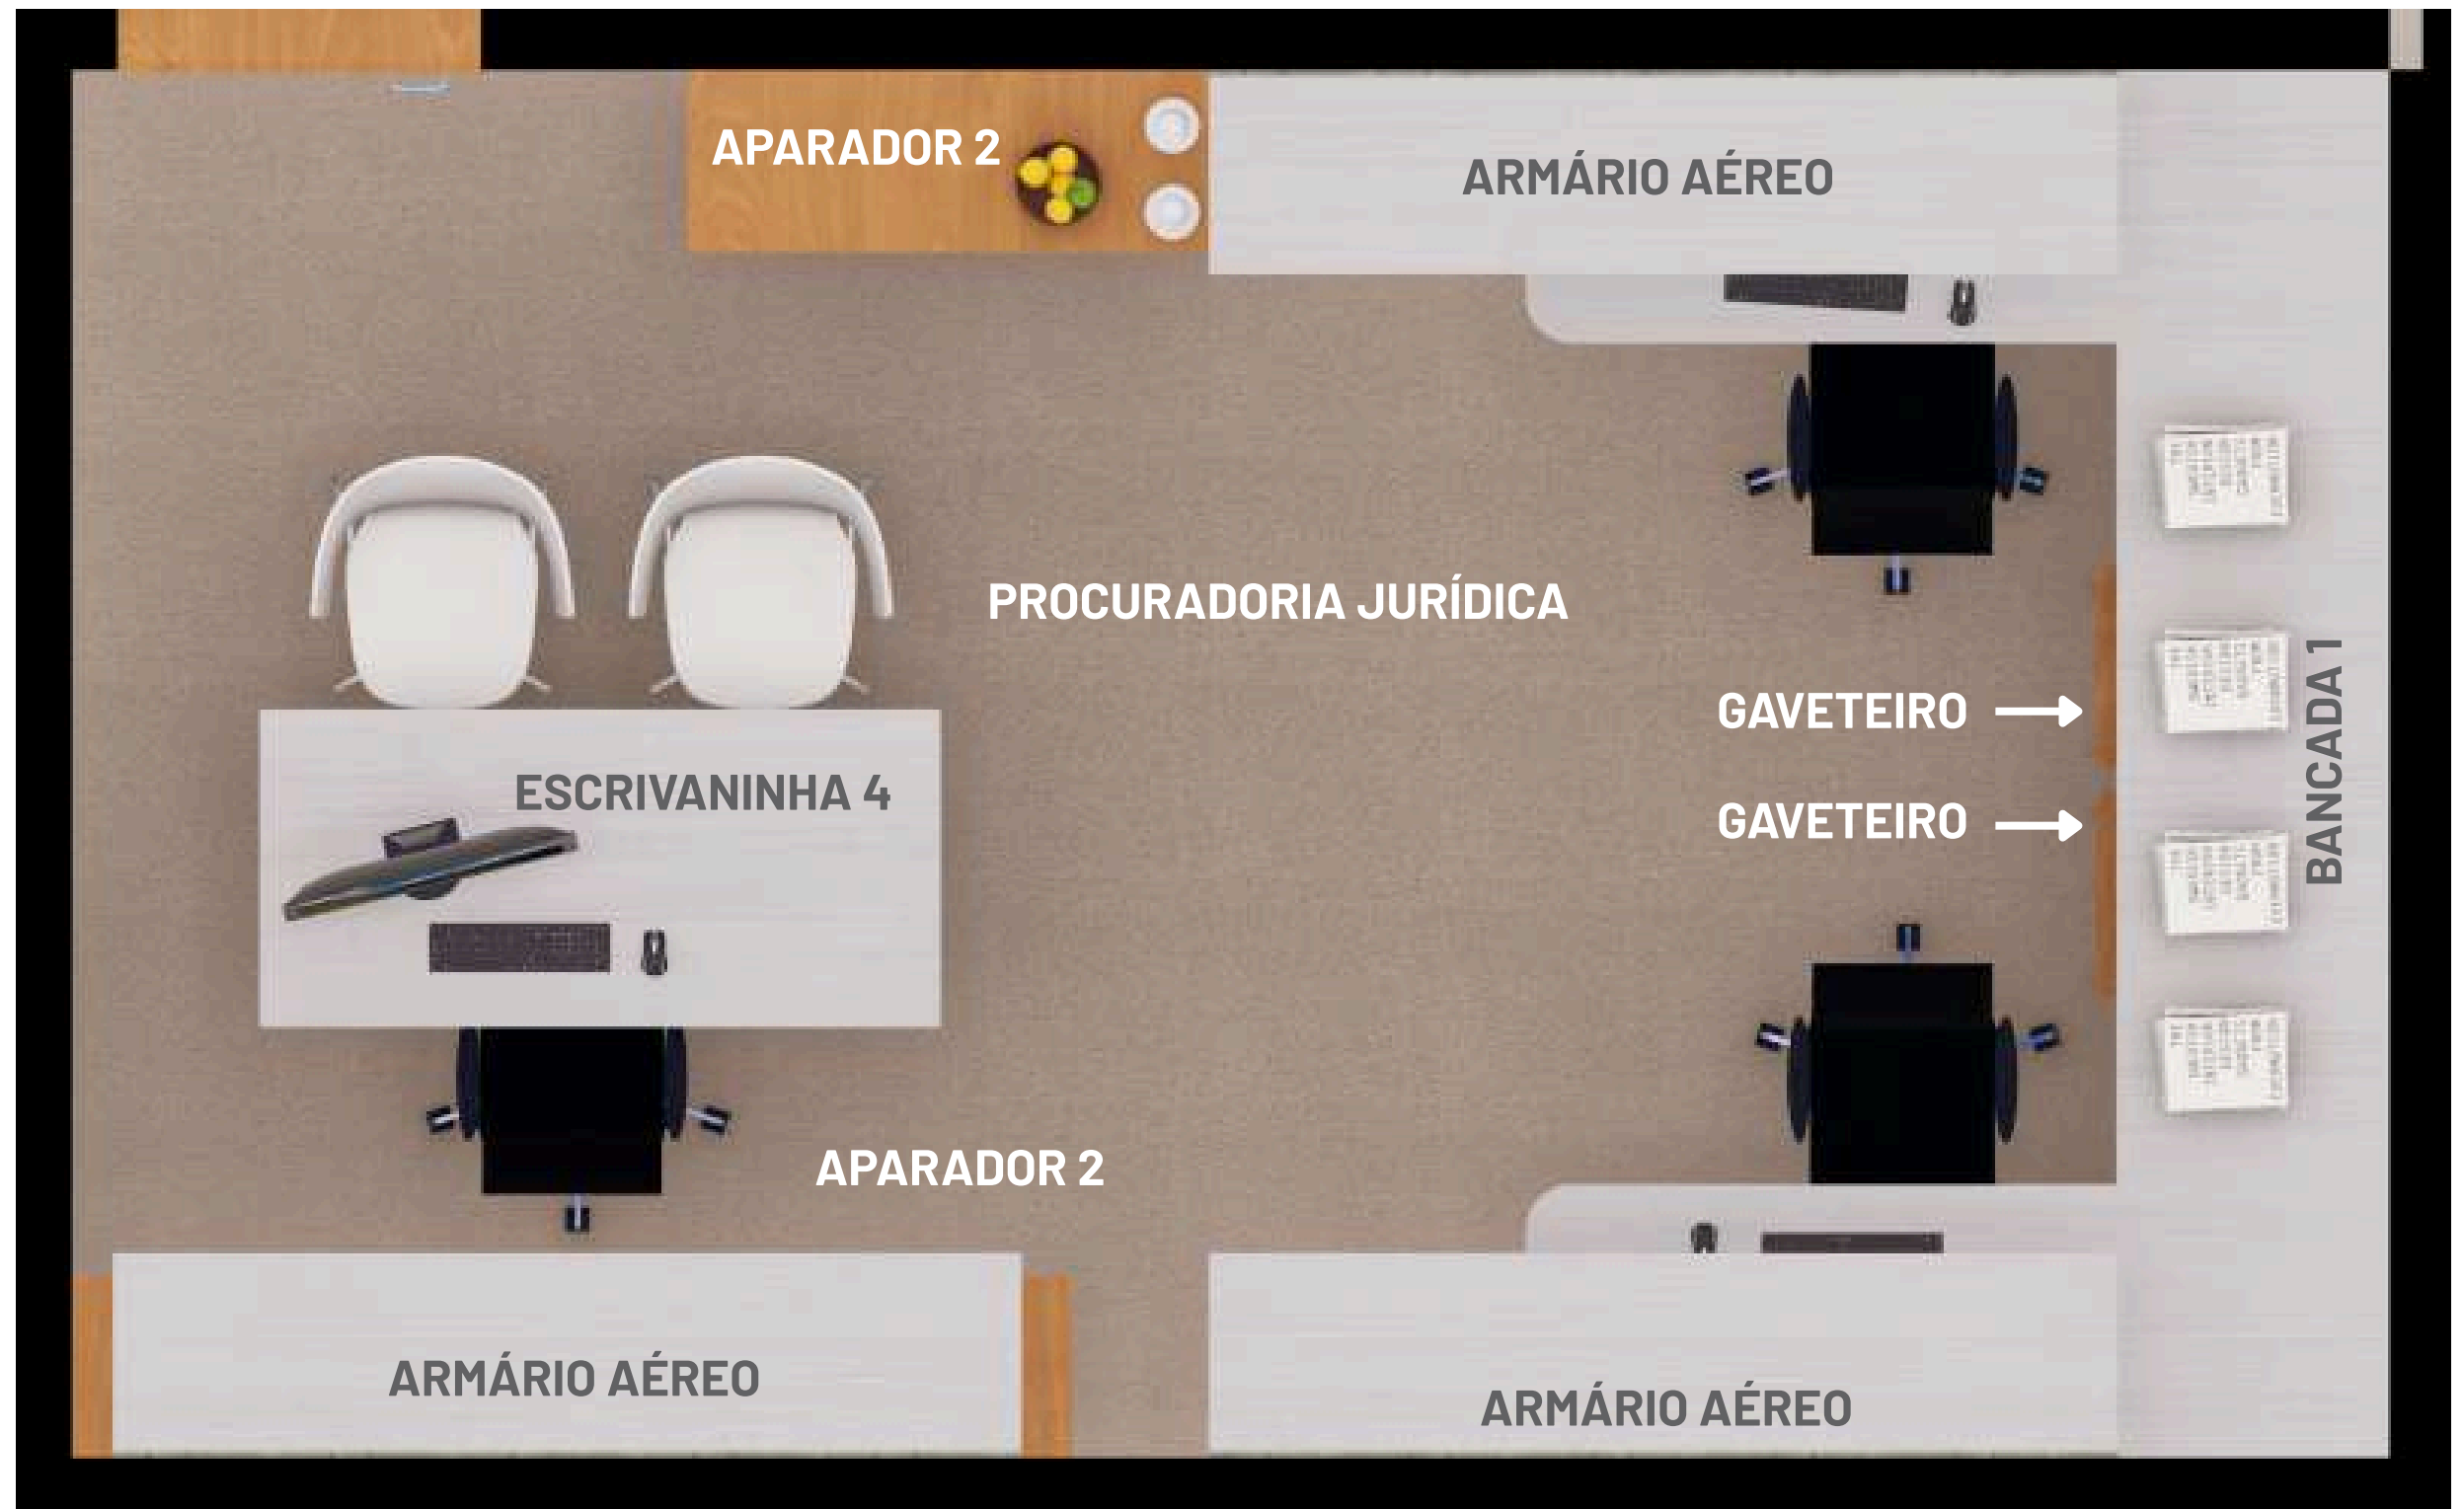 APARADOR 2
ARMÁRIO AÉREO
PROCURADORIA JURÍDICA
GAVETEIRO
ESCRIVANINHA 4
GAVETEIRO
BANCADA 1
APARADOR 2
ARMÁRIO AÉREO
ARMÁRIO AÉREO